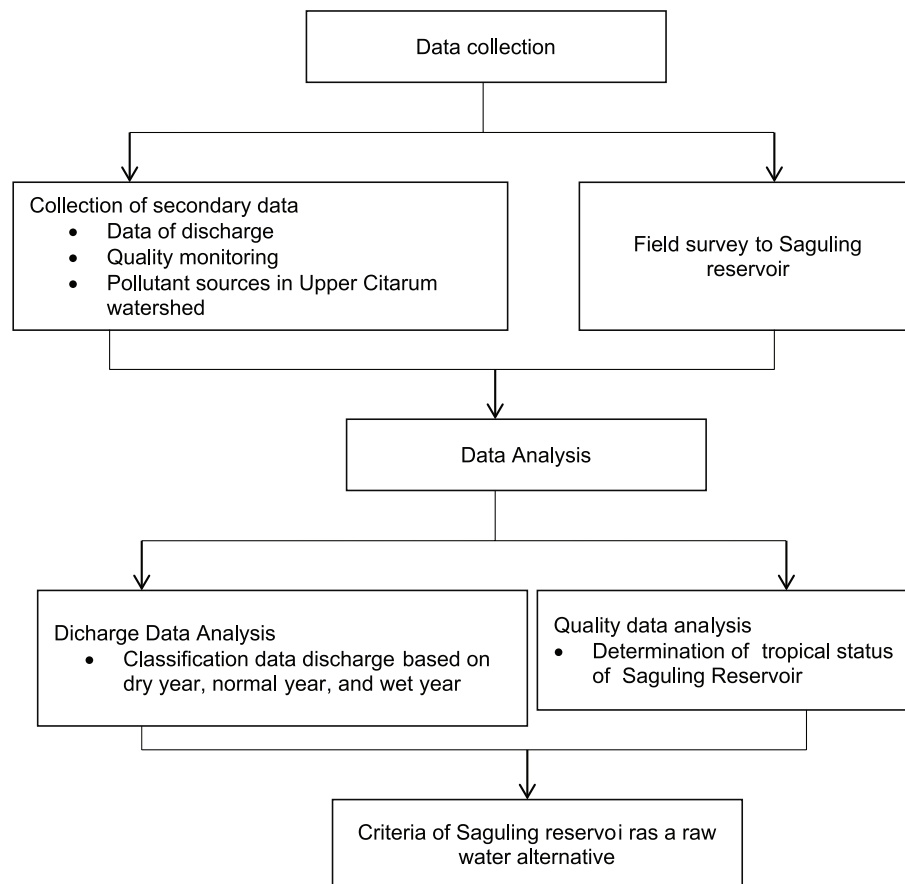 Data collection
Collection of secondary data
• Data of discharge
• Quality monitoring
• Pollutant sources in Upper Citarum
watershed
Field survey to Saguling
reservoir
Data Analysis
Dicharge Data Analysis
• Classification data discharge based on
dry year, normal year, and wet year
Quality data analysis
• Determination of tropical status
of Saguling Reservoir
Criteria of Saguling reservoi ras a raw
water alternative